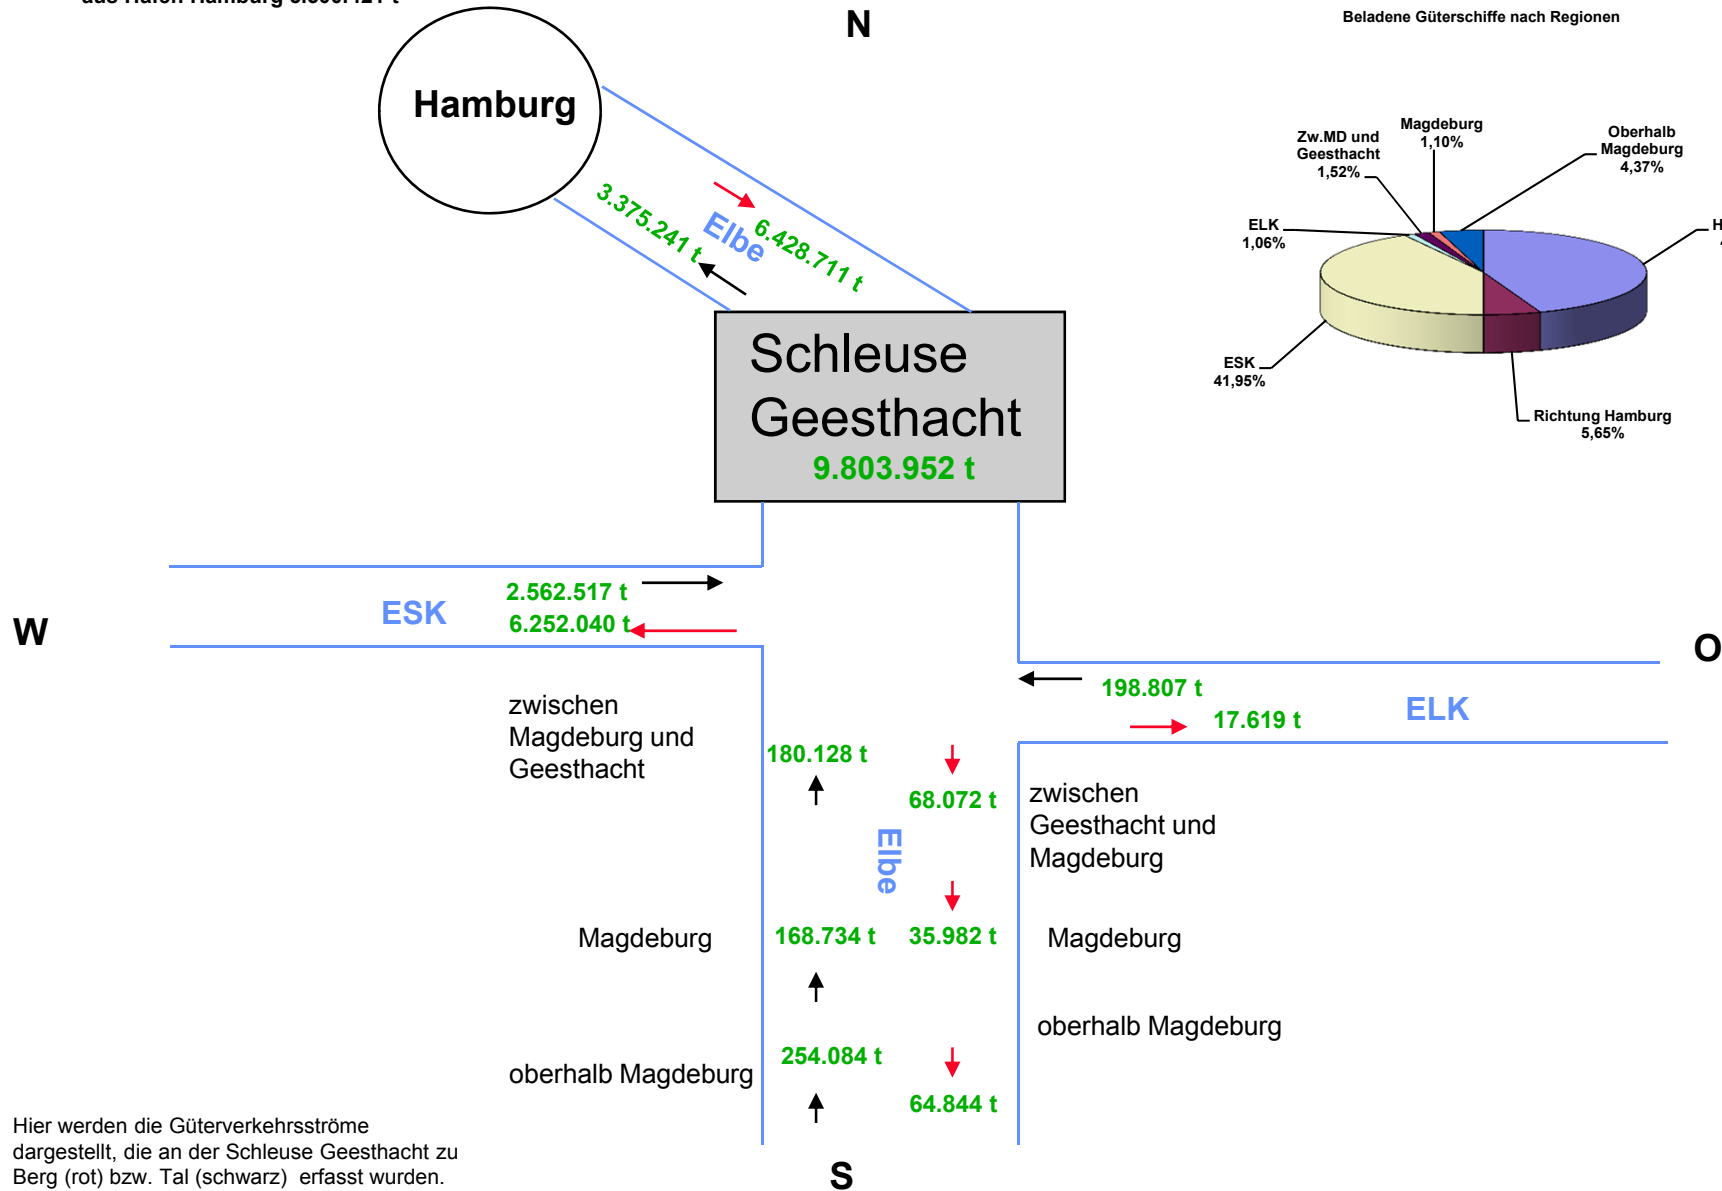 N
Beladene Güterschiffe nach Regionen
Hamburg
3.375.241 t
Elbe
6.428.711 t
Zw.MD und
Geesthacht
1,52%
Magdeburg
1,10%
Oberhalb
Magdeburg
4,37%
ELK
1,06%
H
ESK
41,95%
Richtung Hamburg
5,65%
Schleuse
Geesthacht
9.803.952 t
W
ESK
2.562.517 t
6.252.040 t
O
198.807 t
17.619 t
ELK
zwischen
Magdeburg und
Geesthacht
180.128 t
68.072 t
zwischen
Geesthacht und
Magdeburg
Elbe
Magdeburg
168.734 t
35.982 t
Magdeburg
oberhalb Magdeburg
254.084 t
oberhalb Magdeburg
64.844 t
Hier werden die Güterverkehrsströme
dargestellt, die an der Schleuse Geesthacht zu
Berg (rot) bzw. Tal (schwarz) erfasst wurden.
S